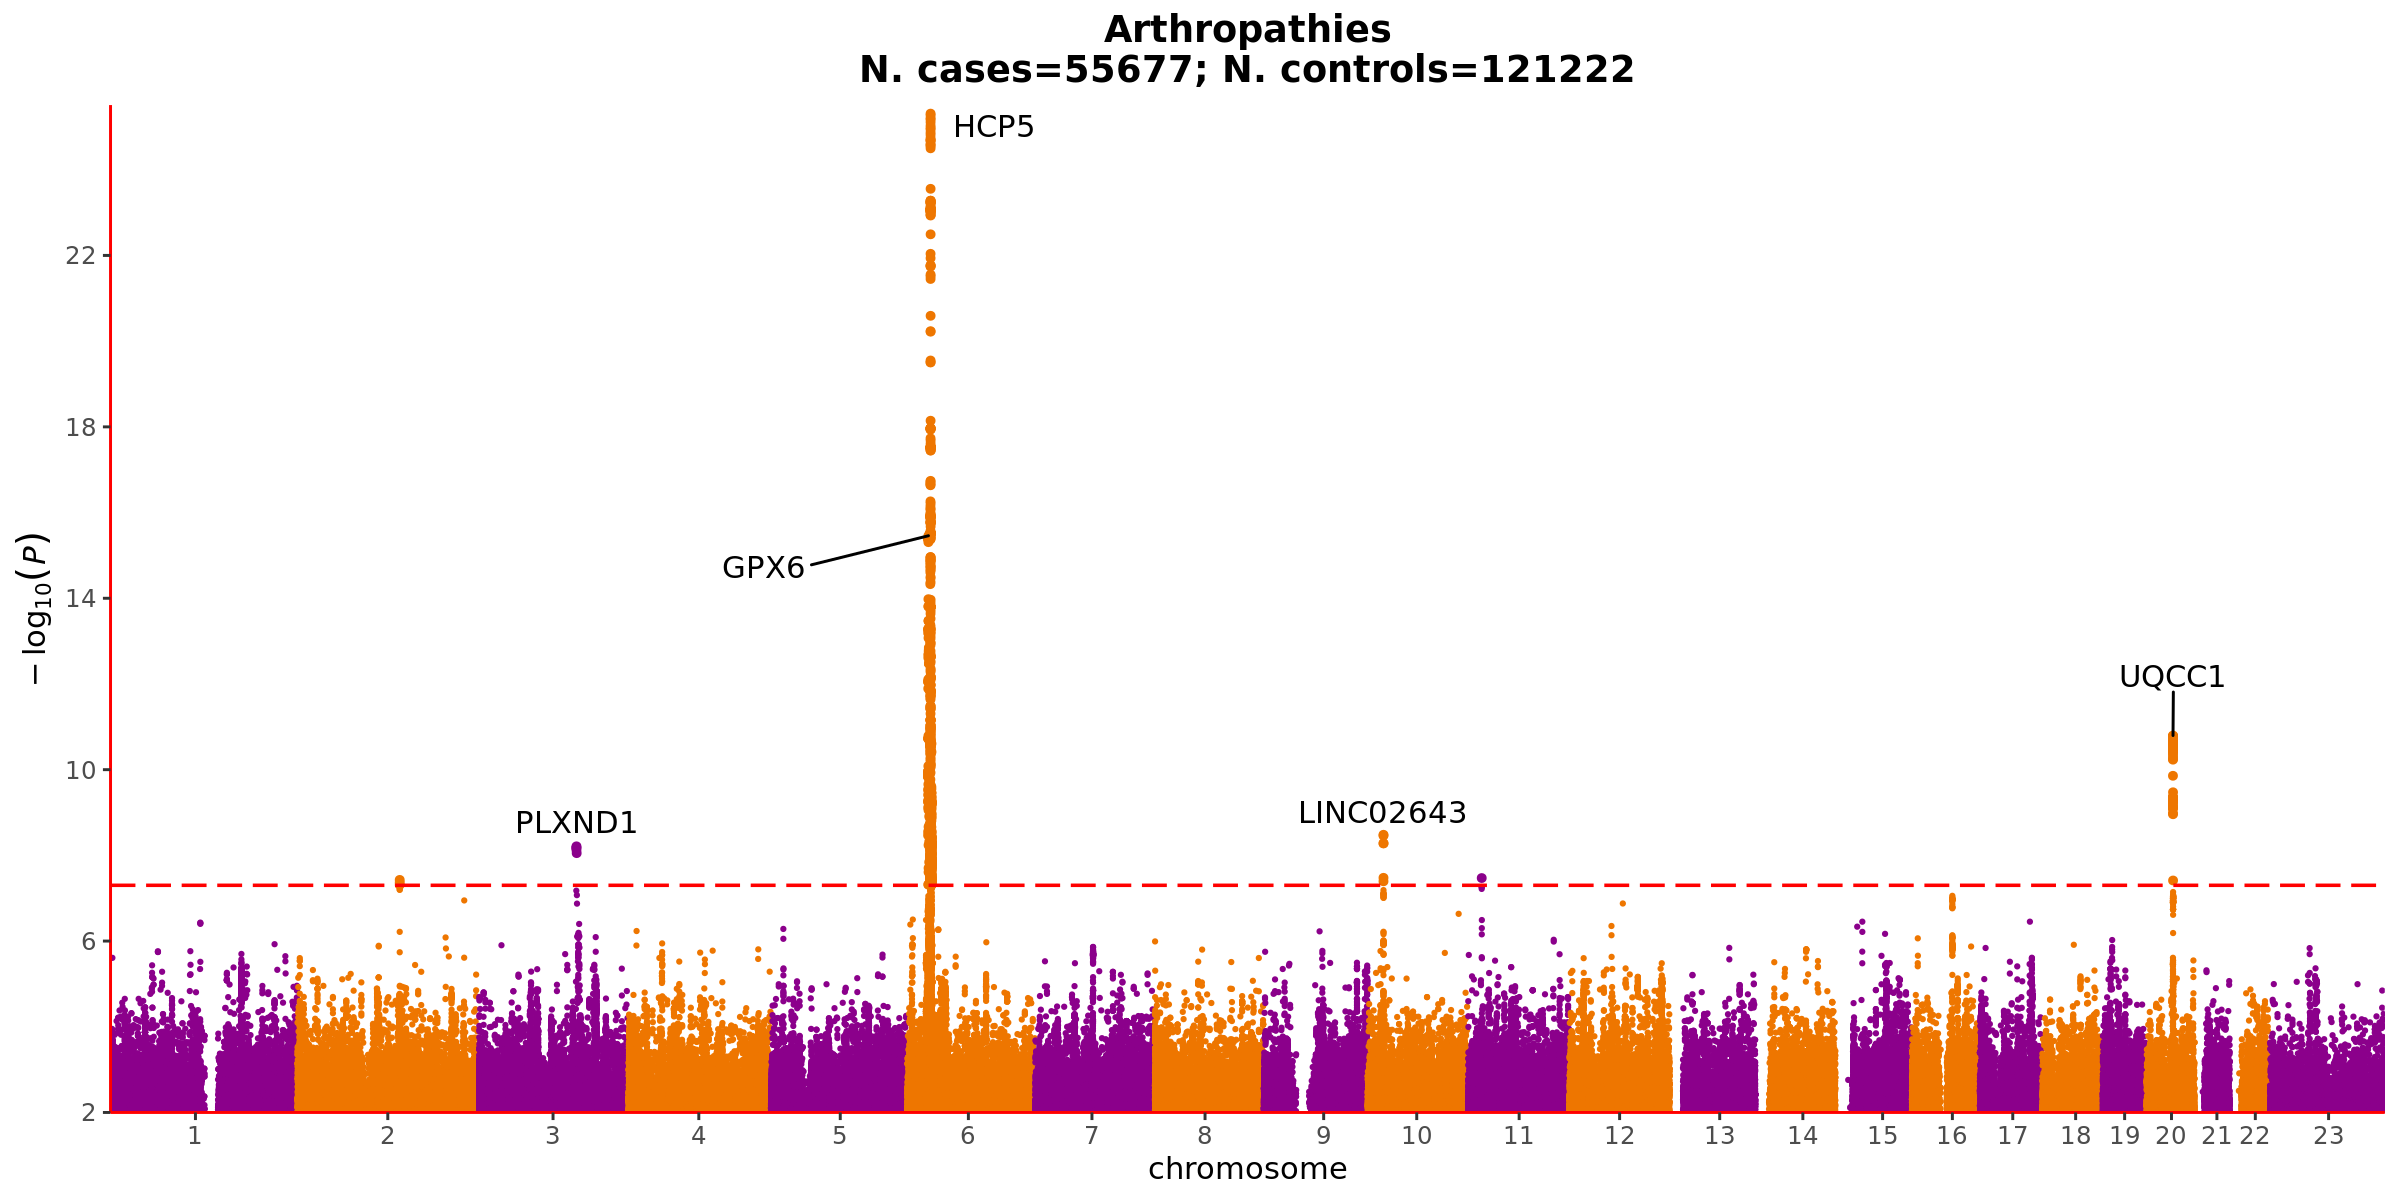 Arthropathies
N. cases=55677; N. controls=121222
HCP5
22
18
GPX6
14
−log10(P)
UQCC1
10
PLXND1
LINC02643
6
2
1 2 3 4 5 6 7 8 9 10 11 12 13 14 15 16 17 18 19 20 21 22 23
chromosome